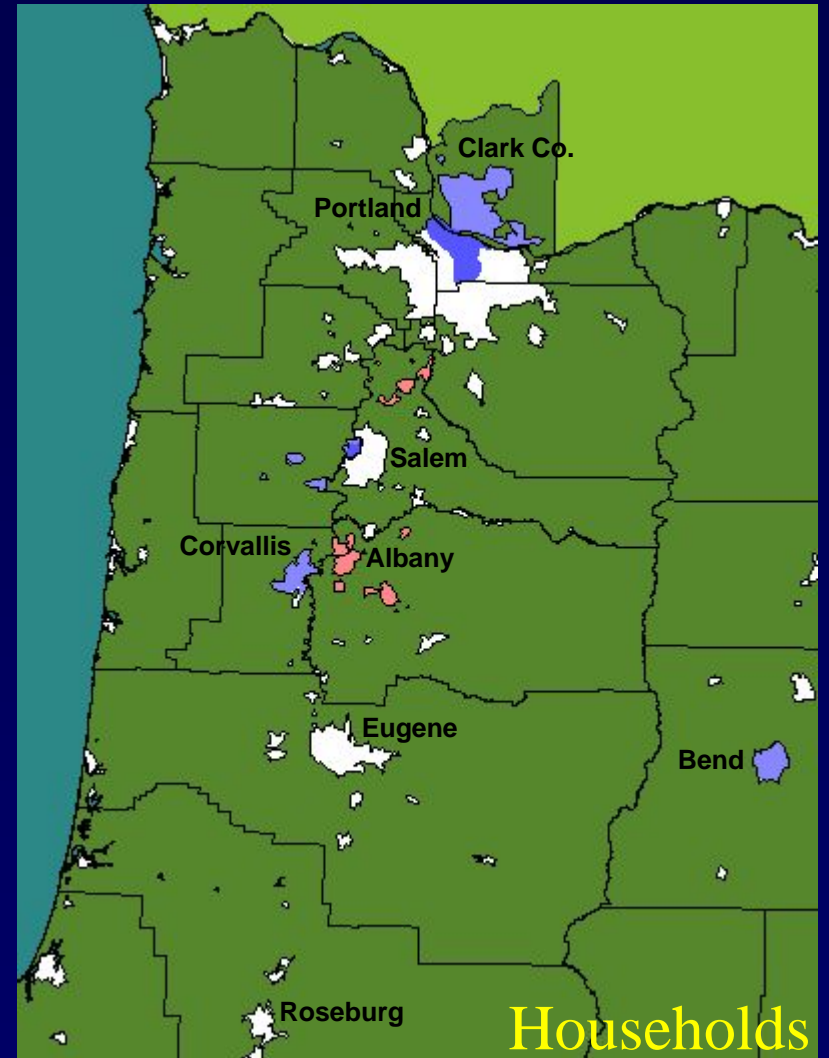 Clark Co.
Portland
Salem
Corvallis
Albany
Eugene
Bend
Roseburg
Households